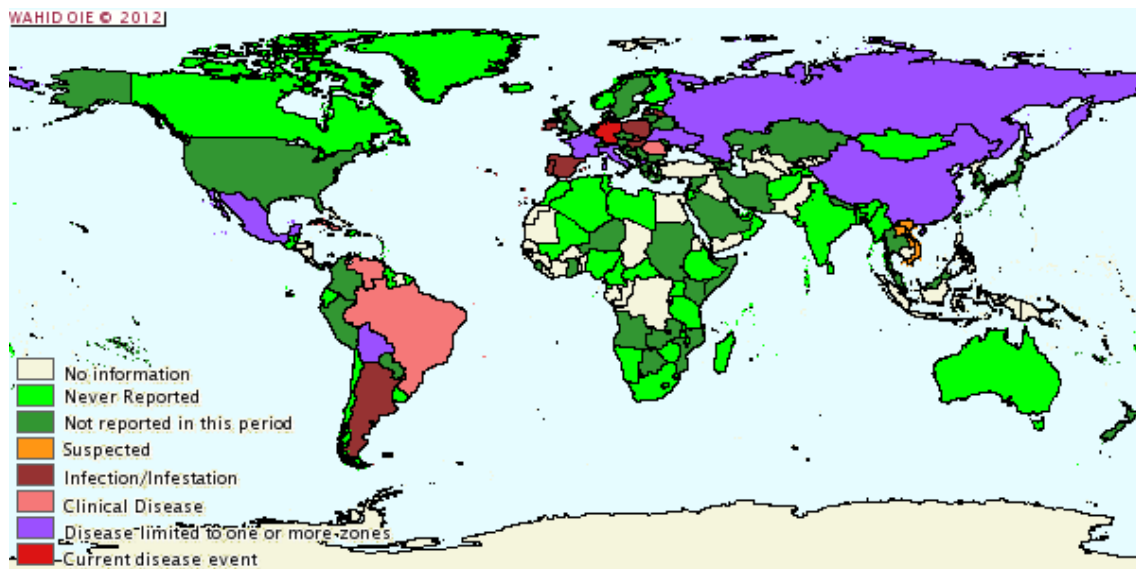 WAHID OIE © 2012
No information
Never Reported
Not reported in this period
Suspected
Infection/Infestation
Clinical Disease
Disease limited to one or more zones
Current disease event